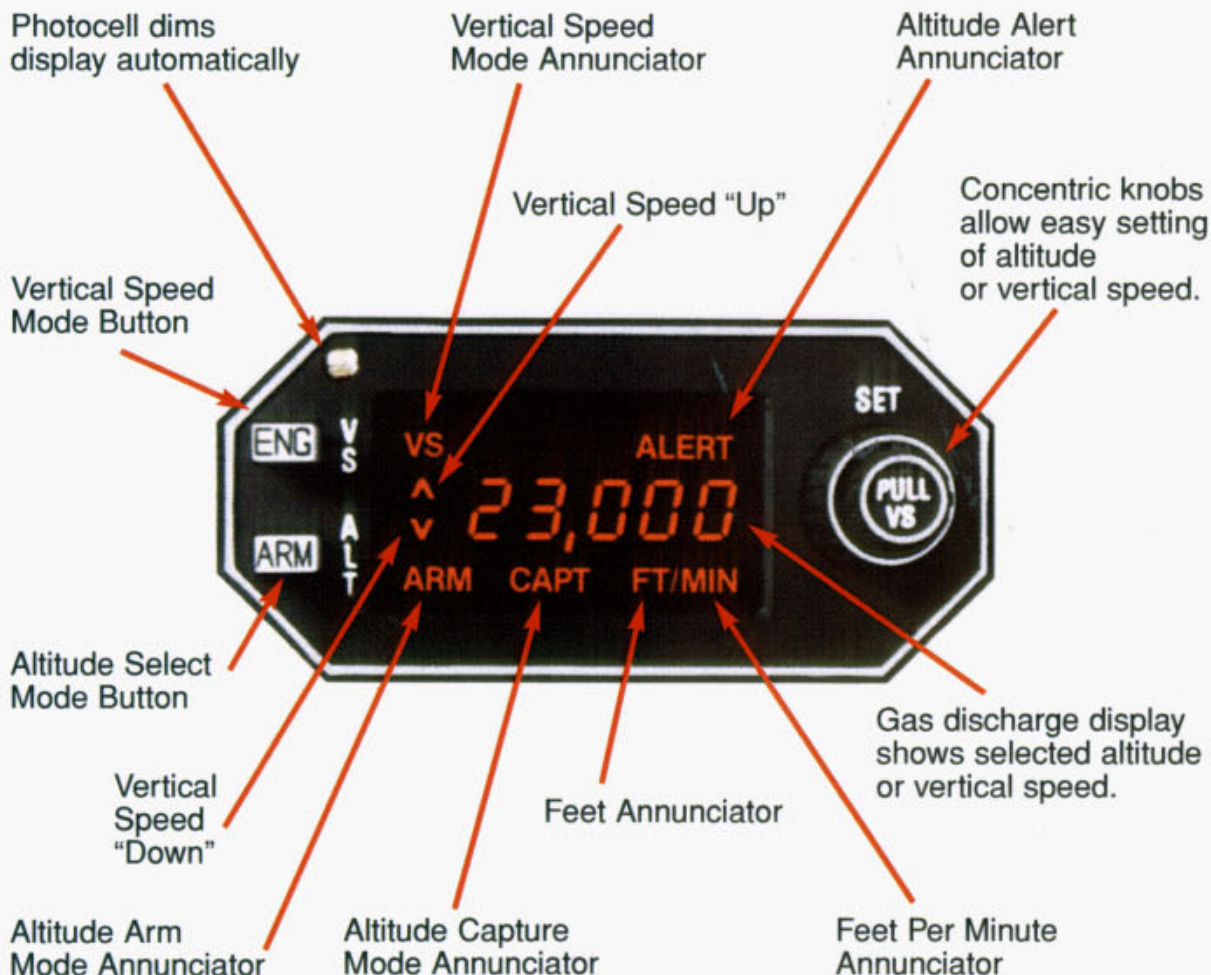 Photocell dims
display automatically
Vertical Speed
Mode Annunciator
Altitude Alert
Annunciator
Vertical Speed “Up”
Concentric knobs
allow easy setting
of altitude
or vertical speed.
Vertical Speed
Mode Button
ENG
VS
VS
ALERT
SET
23,000
PULL
VS
ARM
ALT
ARM
CAPT
FT/MIN
Altitude Select
Mode Button
Gas discharge display
shows selected altitude
or vertical speed.
Vertical
Speed
“Down”
Feet Annunciator
Altitude Arm
Mode Annunciator
Altitude Capture
Mode Annunciator
Feet Per Minute
Annunciator